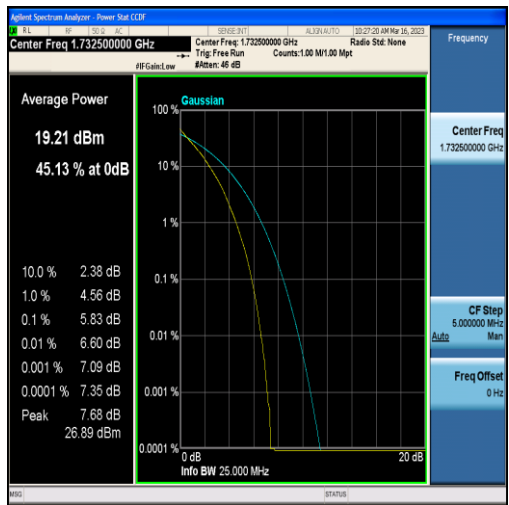 Agilent Spectrum Analyzer - Power Stat CCDF
RL RF 50 Ω AC SENSE:INT ALIGN AUTO 10:27:20 AM Mar 16, 2023
Center Freq 1.732500000 GHz
Center Freq: 1.732500000 GHz Radio Std: None
Trig: Free Run Counts:1.00 M/1.00 Mpt
#IFGain:Low #Atten: 46 dB
Frequency
Average Power
19.21 dBm
45.13 % at 0dB
10.0 % 2.38 dB
1.0 % 4.56 dB
0.1 % 5.83 dB
0.01 % 6.60 dB
0.001 % 7.09 dB
0.0001 % 7.35 dB
Peak 7.68 dB
26.89 dBm
Gaussian
100 %
10 %
1 %
0.1 %
0.01 %
0.001 %
0.0001 %
0 dB 20 dB
Info BW 25.000 MHz
Center Freq
1.732500000 GHz
CF Step
5.000000 MHz
Auto Man
Freq Offset
0 Hz
MSG STATUS